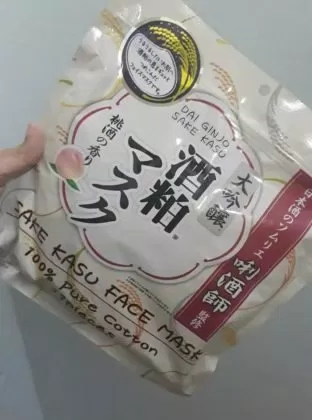 DAI GINJO
SAKE KASU
大吟醸
酒粕
マスク
桃酒の香り
日本酒のソムリエ
唎酒師
監修
SAKE KASU FACE MASK
100% Pure
Cotton